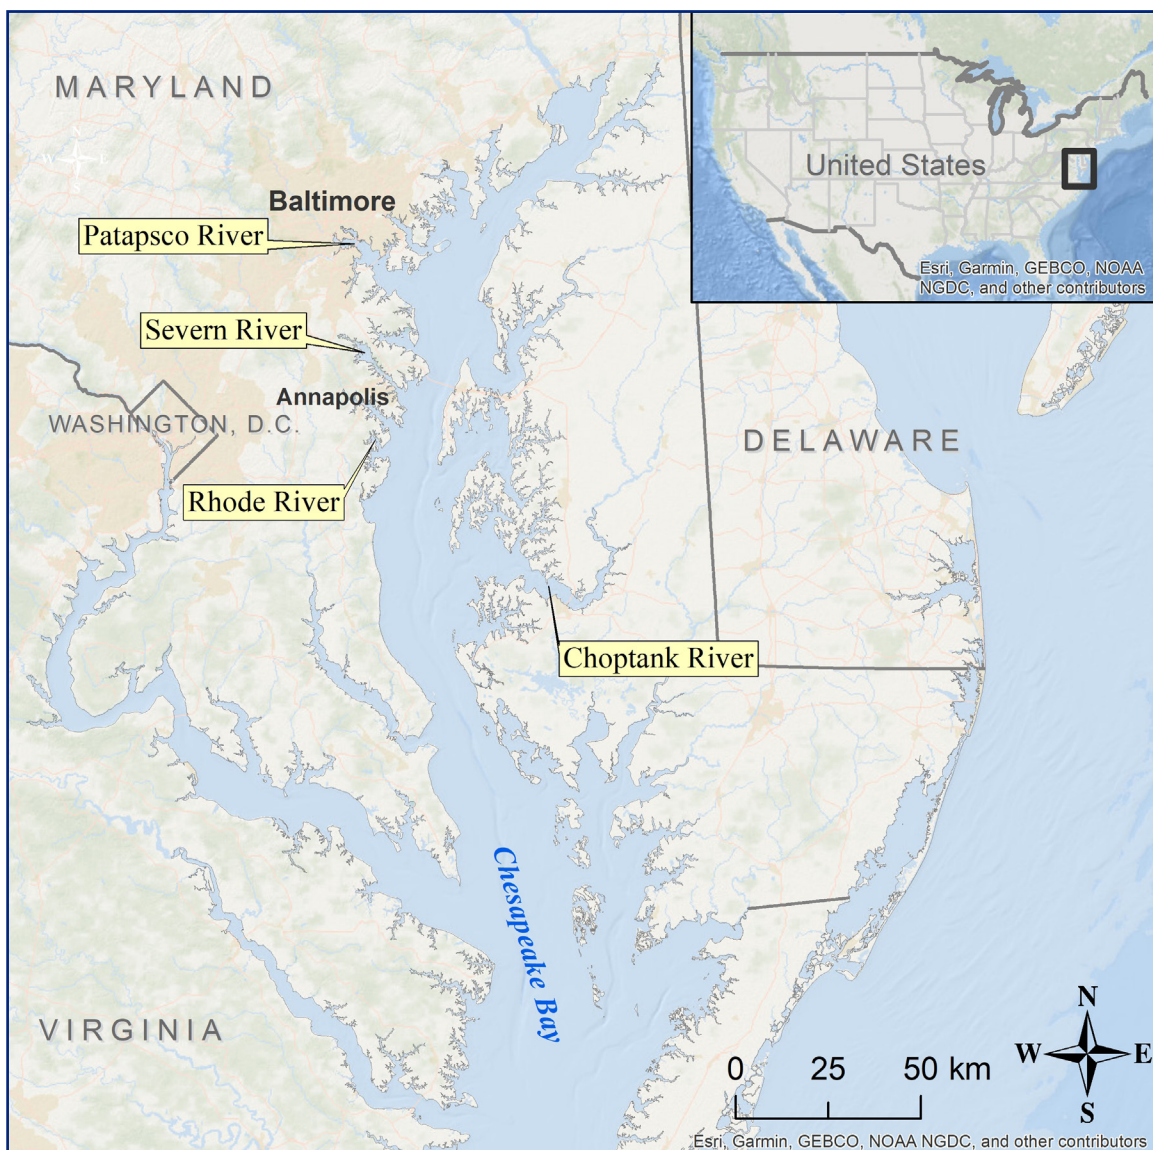 MARYLAND
United States
Esri, Garmin, GEBCO, NOAA
NGDC, and other contributors
N
W
S
Baltimore
Patapsco River
Severn River
Annapolis
WASHINGTON, D.C.
DELAWARE
Rhode River
Choptank River
Chesapeake Bay
VIRGINIA
N
W
E
S
0
25
50 km
Esri, Garmin, GEBCO, NOAA NGDC, and other contributors